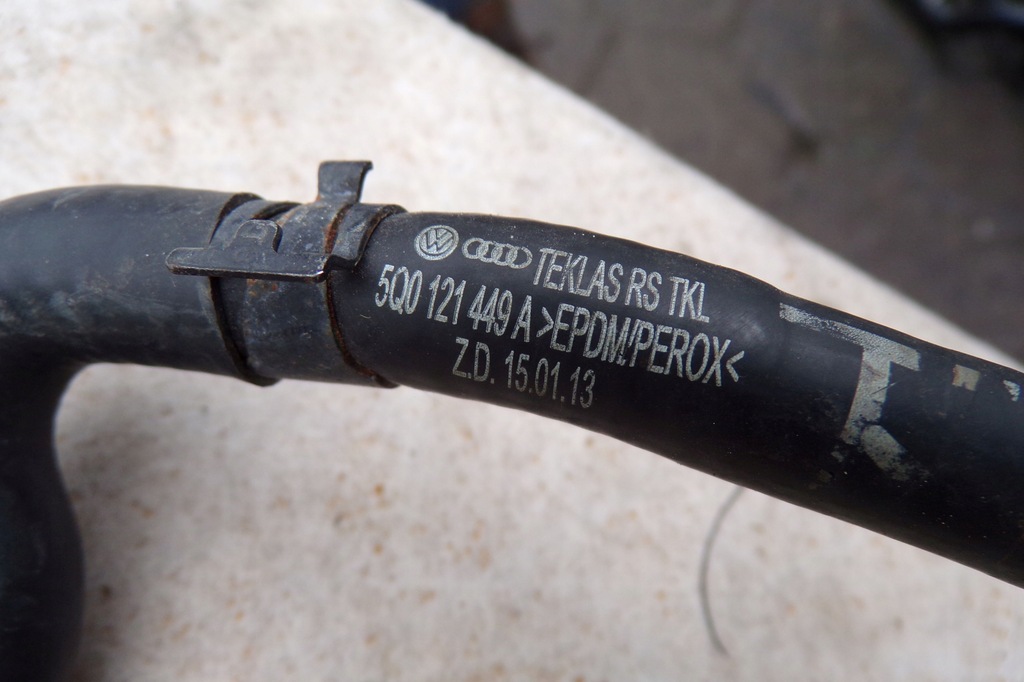 TEKLAS RS TKL
5Q0 121 449 A >EPDM/PEROX<
Z.D. 15.01.13